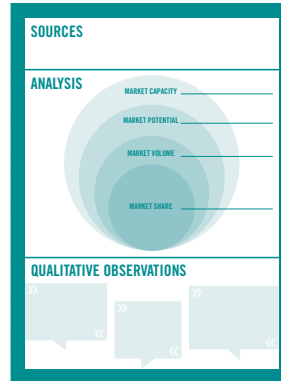 SOURCES
ANALYSIS
MARKET CAPACITY
MARKET POTENTIAL
MARKET VOLUME
MARKET SHARE
QUALITATIVE OBSERVATIONS
»
«
»
«
»
«